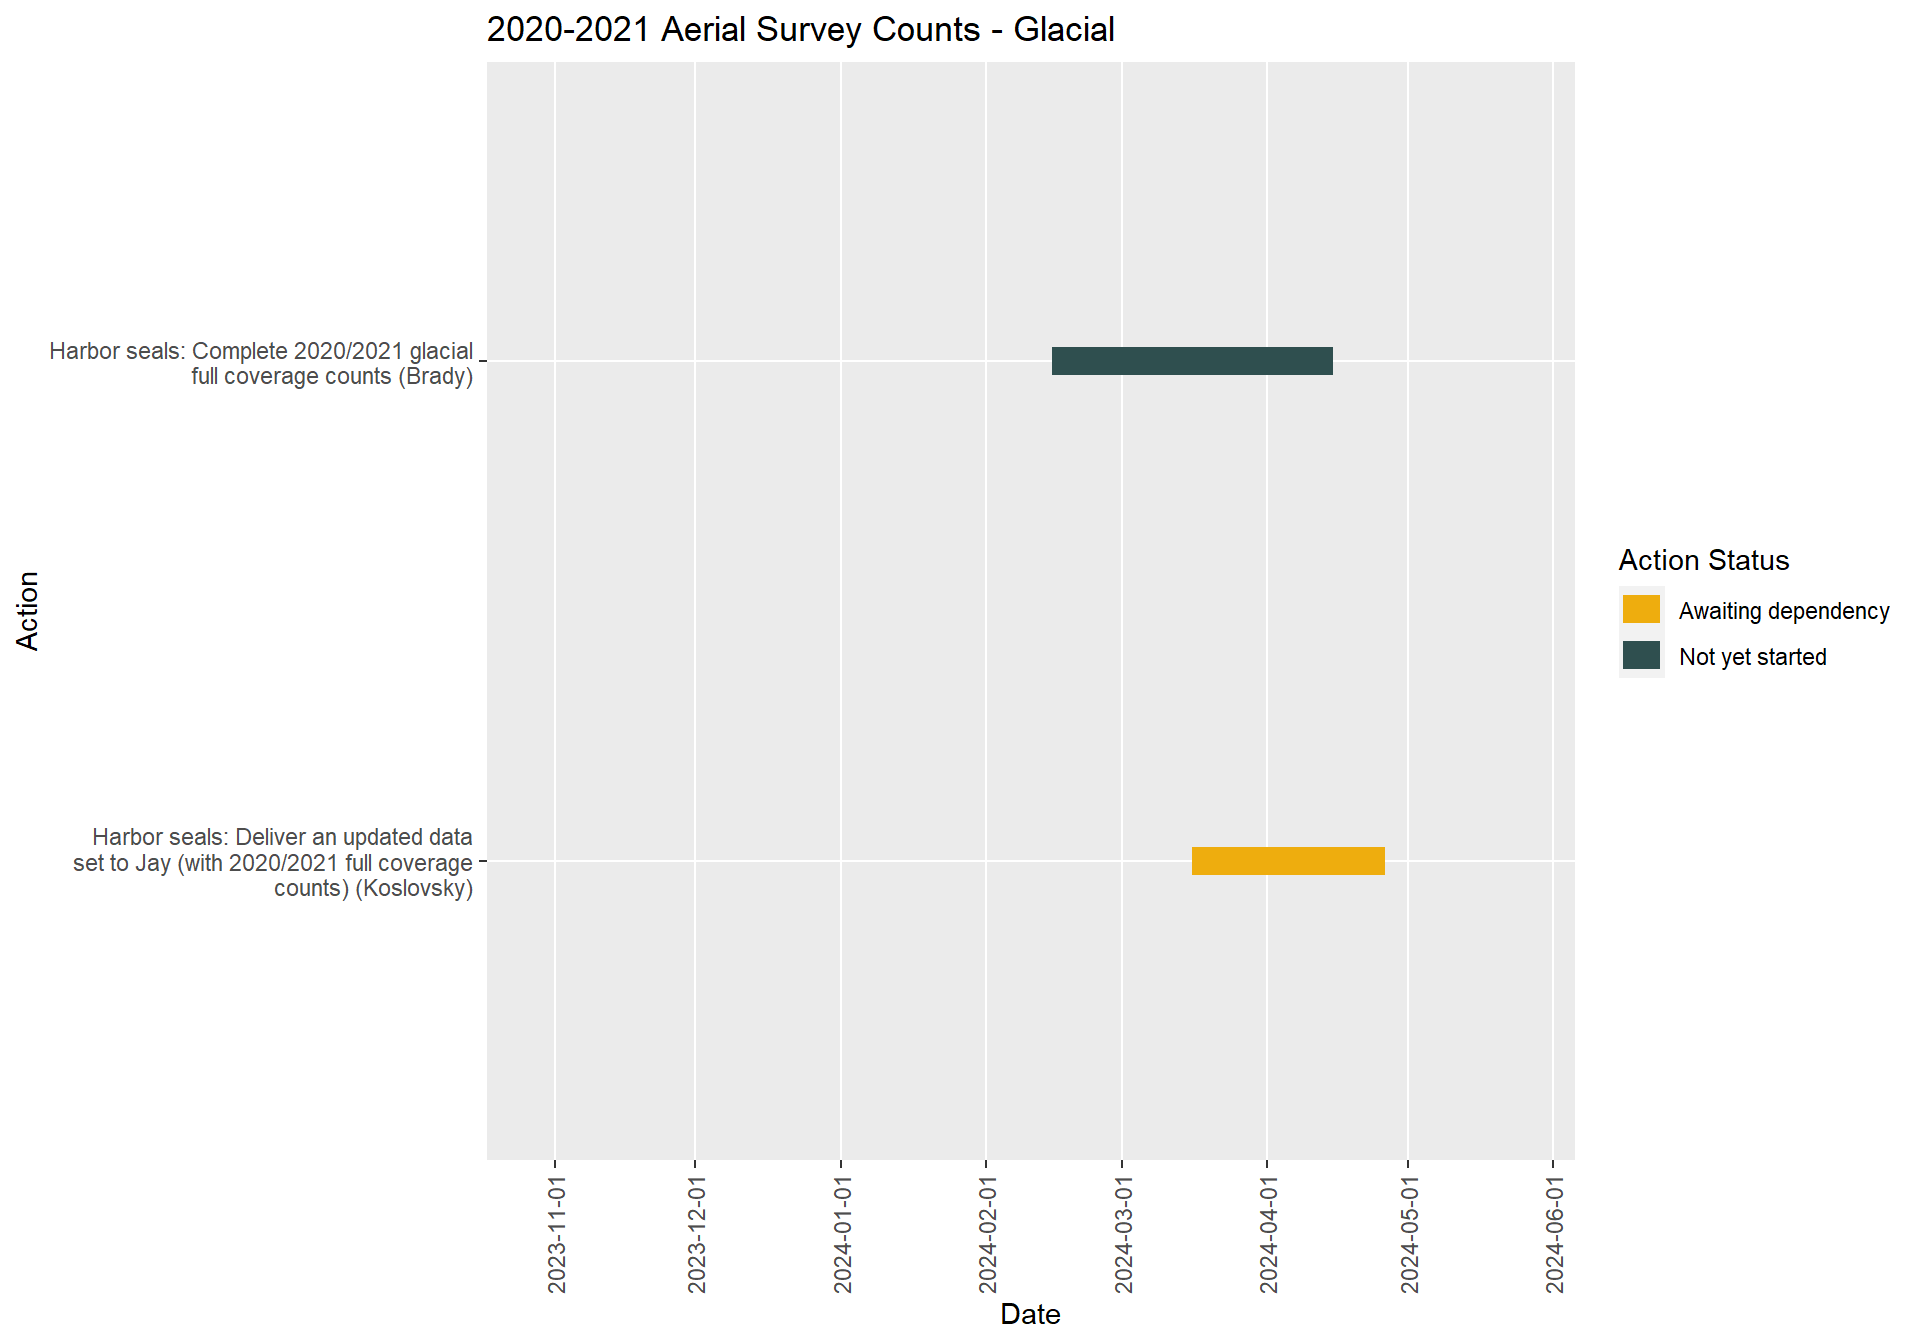 2020-2021 Aerial Survey Counts - Glacial
Action
Harbor seals: Complete 2020/2021 glacial
full coverage counts (Brady)
Harbor seals: Deliver an updated data
set to Jay (with 2020/2021 full coverage
counts) (Koslovsky)
2023-11-01
2023-12-01
2024-01-01
2024-02-01
2024-03-01
2024-04-01
2024-05-01
2024-06-01
Date
Action Status
Awaiting dependency
Not yet started